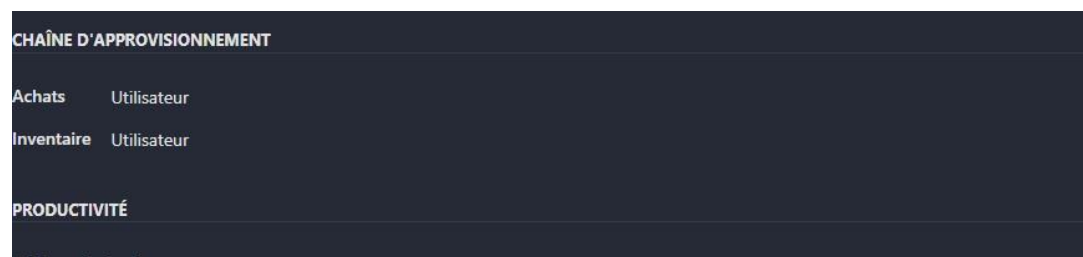 CHAÎNE D'APPROVISIONNEMENT
Achats Utilisateur
Inventaire Utilisateur
PRODUCTIVITÉ